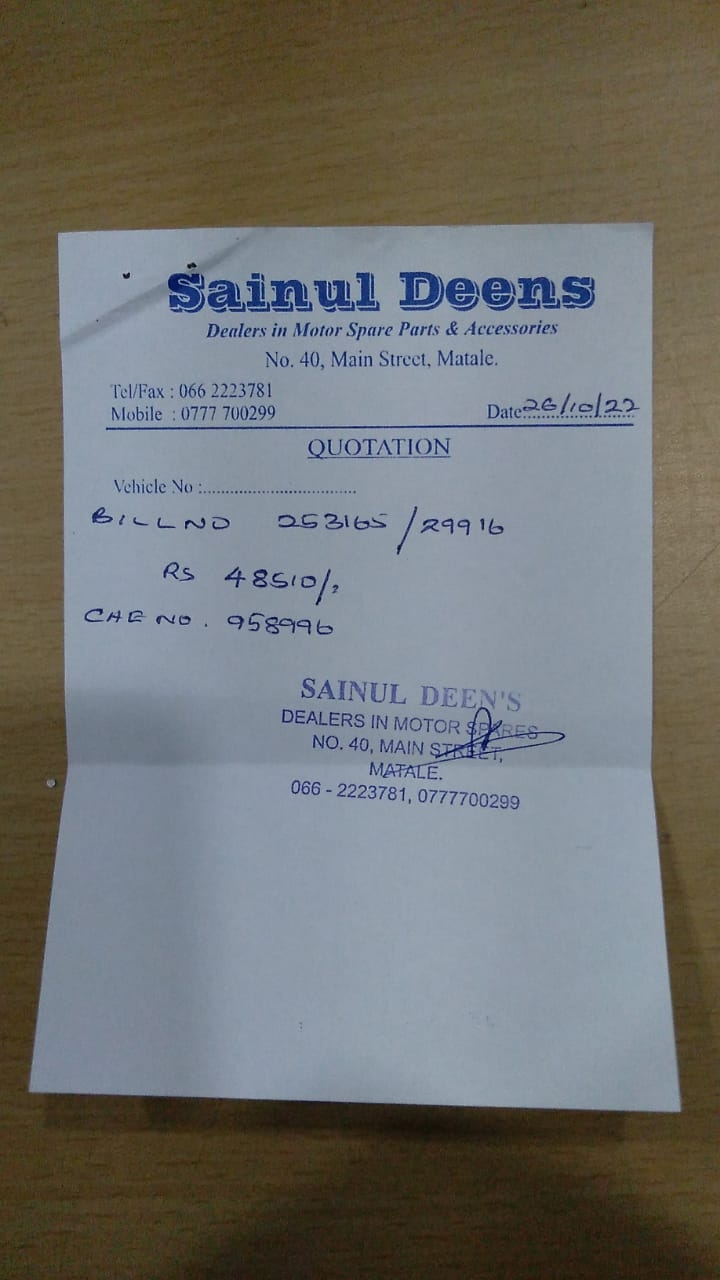 Sainul Deens
Dealers in Motor Spare Parts & Accessories
No. 40, Main Street, Matale.
Tel/Fax : 066 2223781
Mobile : 0777 700299
Date 26/10/22
QUOTATION
Vehicle No :................................
BILL NO 253165/29916
RS 48510/-
CHE NO. 958996
SAINUL DEEN'S
DEALERS IN MOTOR SPARES
NO. 40, MAIN STREET,
MATALE.
066 - 2223781, 0777700299